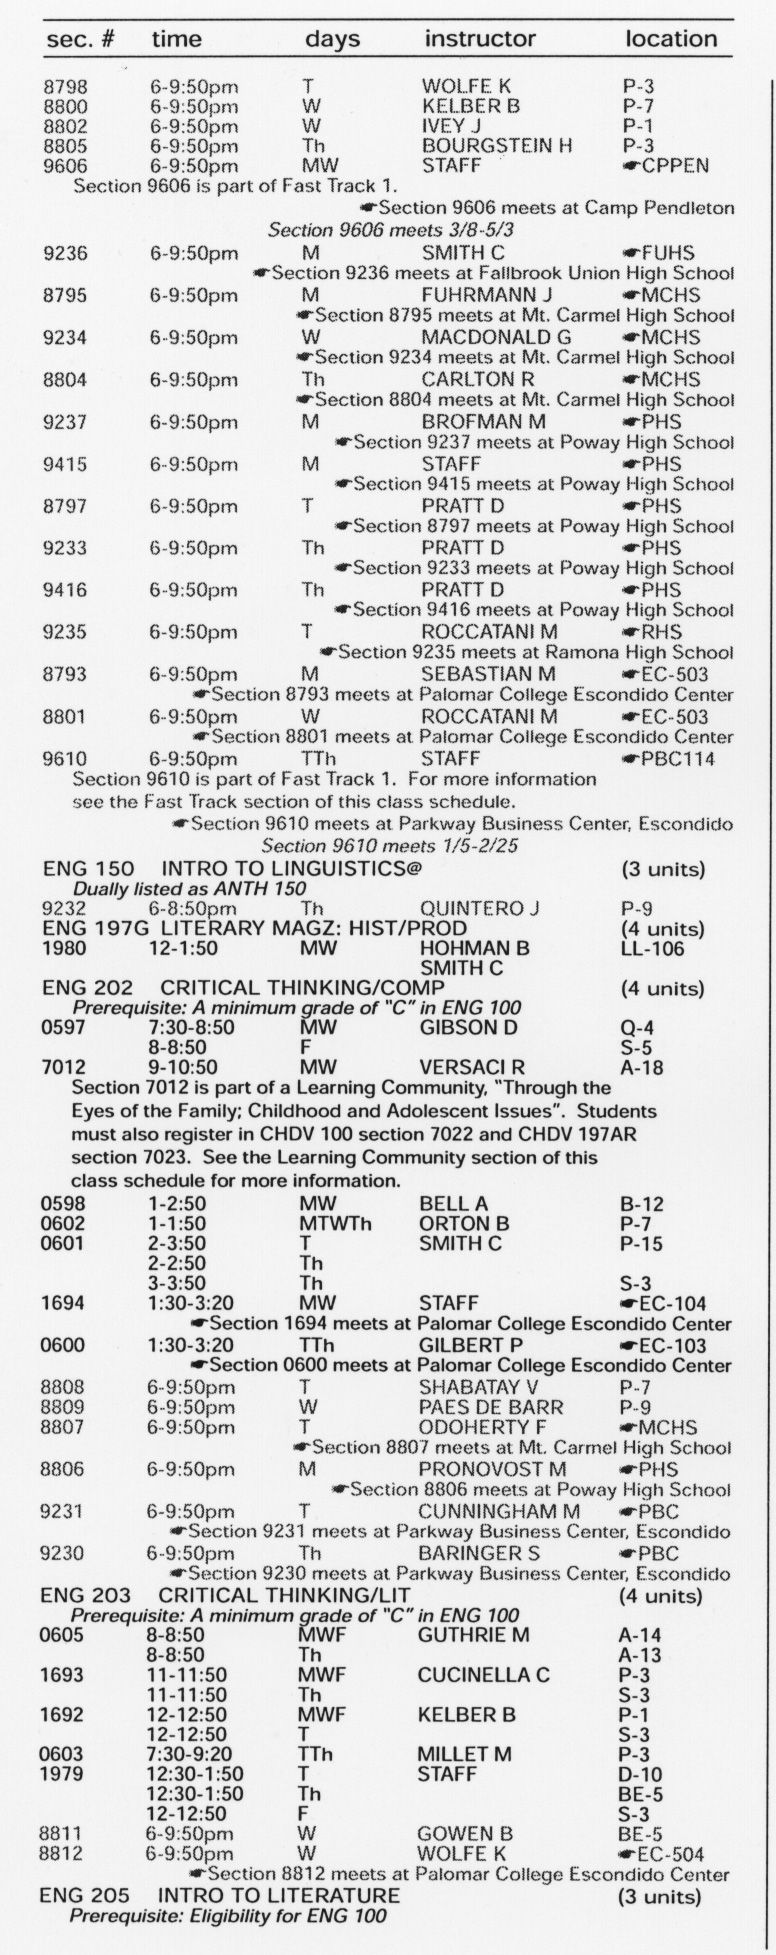 sec. # time days instructor location
8798 6-9:50pm T WOLFE K P-3
8800 6-9:50pm W KELBER B P-7
8802 6-9:50pm W IVEY J P-1
8805 6-9:50pm Th BOURGSTEIN H P-3
9606 6-9:50pm MW STAFF ☛CPPEN
Section 9606 is part of Fast Track 1.
☛Section 9606 meets at Camp Pendleton
Section 9606 meets 3/8-5/3
9236 6-9:50pm M SMITH C ☛FUHS
☛Section 9236 meets at Fallbrook Union High School
8795 6-9:50pm M FUHRMANN J ☛MCHS
☛Section 8795 meets at Mt. Carmel High School
9234 6-9:50pm W MACDONALD G ☛MCHS
☛Section 9234 meets at Mt. Carmel High School
8804 6-9:50pm Th CARLTON R ☛MCHS
☛Section 8804 meets at Mt. Carmel High School
9237 6-9:50pm M BROFMAN M ☛PHS
☛Section 9237 meets at Poway High School
9415 6-9:50pm M STAFF ☛PHS
☛Section 9415 meets at Poway High School
8797 6-9:50pm T PRATT D ☛PHS
☛Section 8797 meets at Poway High School
9233 6-9:50pm Th PRATT D ☛PHS
☛Section 9233 meets at Poway High School
9416 6-9:50pm Th PRATT D ☛PHS
☛Section 9416 meets at Poway High School
9235 6-9:50pm T ROCCATANI M ☛RHS
☛Section 9235 meets at Ramona High School
8793 6-9:50pm M SEBASTIAN M ☛EC-503
☛Section 8793 meets at Palomar College Escondido Center
8801 6-9:50pm W ROCCATANI M ☛EC-503
☛Section 8801 meets at Palomar College Escondido Center
9610 6-9:50pm TTh STAFF ☛PBC114
Section 9610 is part of Fast Track 1. For more information
see the Fast Track section of this class schedule.
☛Section 9610 meets at Parkway Business Center, Escondido
Section 9610 meets 1/5-2/25
ENG 150 INTRO TO LINGUISTICS@ (3 units)
Dually listed as ANTH 150
9232 6-8:50pm Th QUINTERO J P-9
ENG 197G LITERARY MAGZ: HIST/PROD (4 units)
1980 12-1:50 MW HOHMAN B LL-106
SMITH C
ENG 202 CRITICAL THINKING/COMP (4 units)
Prerequisite: A minimum grade of "C" in ENG 100
0597 7:30-8:50 MW GIBSON D Q-4
8-8:50 F S-5
7012 9-10:50 MW VERSACI R A-18
Section 7012 is part of a Learning Community, "Through the
Eyes of the Family; Childhood and Adolescent Issues". Students
must also register in CHDV 100 section 7022 and CHDV 197AR
section 7023. See the Learning Community section of this
class schedule for more information.
0598 1-2:50 MW BELL A B-12
0602 1-1:50 MTWTh ORTON B P-7
0601 2-3:50 T SMITH C P-15
2-2:50 Th
3-3:50 Th S-3
1694 1:30-3:20 MW STAFF ☛EC-104
☛Section 1694 meets at Palomar College Escondido Center
0600 1:30-3:20 TTh GILBERT P ☛EC-103
☛Section 0600 meets at Palomar College Escondido Center
8808 6-9:50pm T SHABATAY V P-7
8809 6-9:50pm W PAES DE BARR P-9
8807 6-9:50pm T ODOHERTY F ☛MCHS
☛Section 8807 meets at Mt. Carmel High School
8806 6-9:50pm M PRONOVOST M ☛PHS
☛Section 8806 meets at Poway High School
9231 6-9:50pm T CUNNINGHAM M ☛PBC
☛Section 9231 meets at Parkway Business Center, Escondido
9230 6-9:50pm Th BARINGER S ☛PBC
☛Section 9230 meets at Parkway Business Center, Escondido
ENG 203 CRITICAL THINKING/LIT (4 units)
Prerequisite: A minimum grade of "C" in ENG 100
0605 8-8:50 MWF GUTHRIE M A-14
8-8:50 Th A-13
1693 11-11:50 MWF CUCINELLA C P-3
11-11:50 Th S-3
1692 12-12:50 MWF KELBER B P-1
12-12:50 T S-3
0603 7:30-9:20 TTh MILLET M P-3
1979 12:30-1:50 T STAFF D-10
12:30-1:50 Th BE-5
12-12:50 F S-3
8811 6-9:50pm W GOWEN B BE-5
8812 6-9:50pm W WOLFE K ☛EC-504
☛Section 8812 meets at Palomar College Escondido Center
ENG 205 INTRO TO LITERATURE (3 units)
Prerequisite: Eligibility for ENG 100